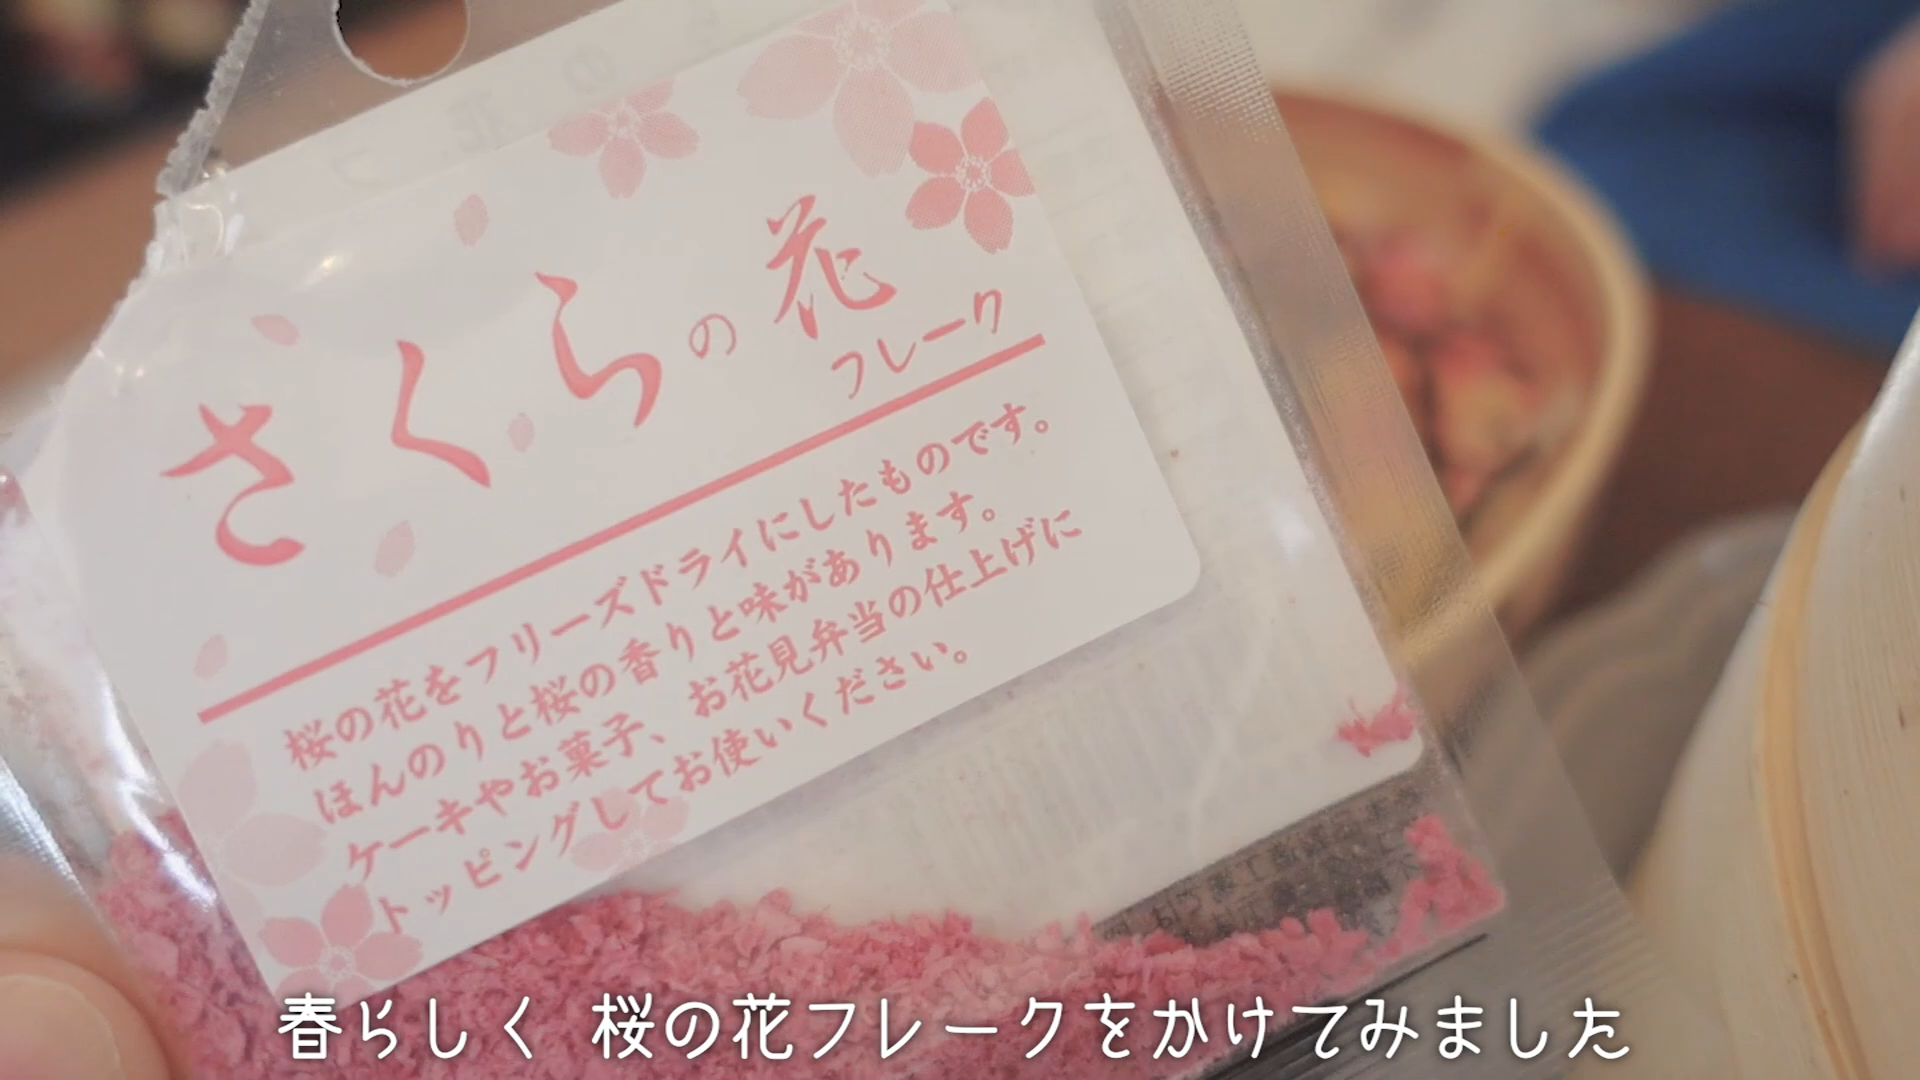 さくらの花
フレーク
桜の花をフリーズドライにしたものです。
ほんのりと桜の香りと味があります。
ケーキやお菓子、お花見弁当の仕上げに
トッピングしてお使いください。
春らしく 桜の花フレークをかけてみました